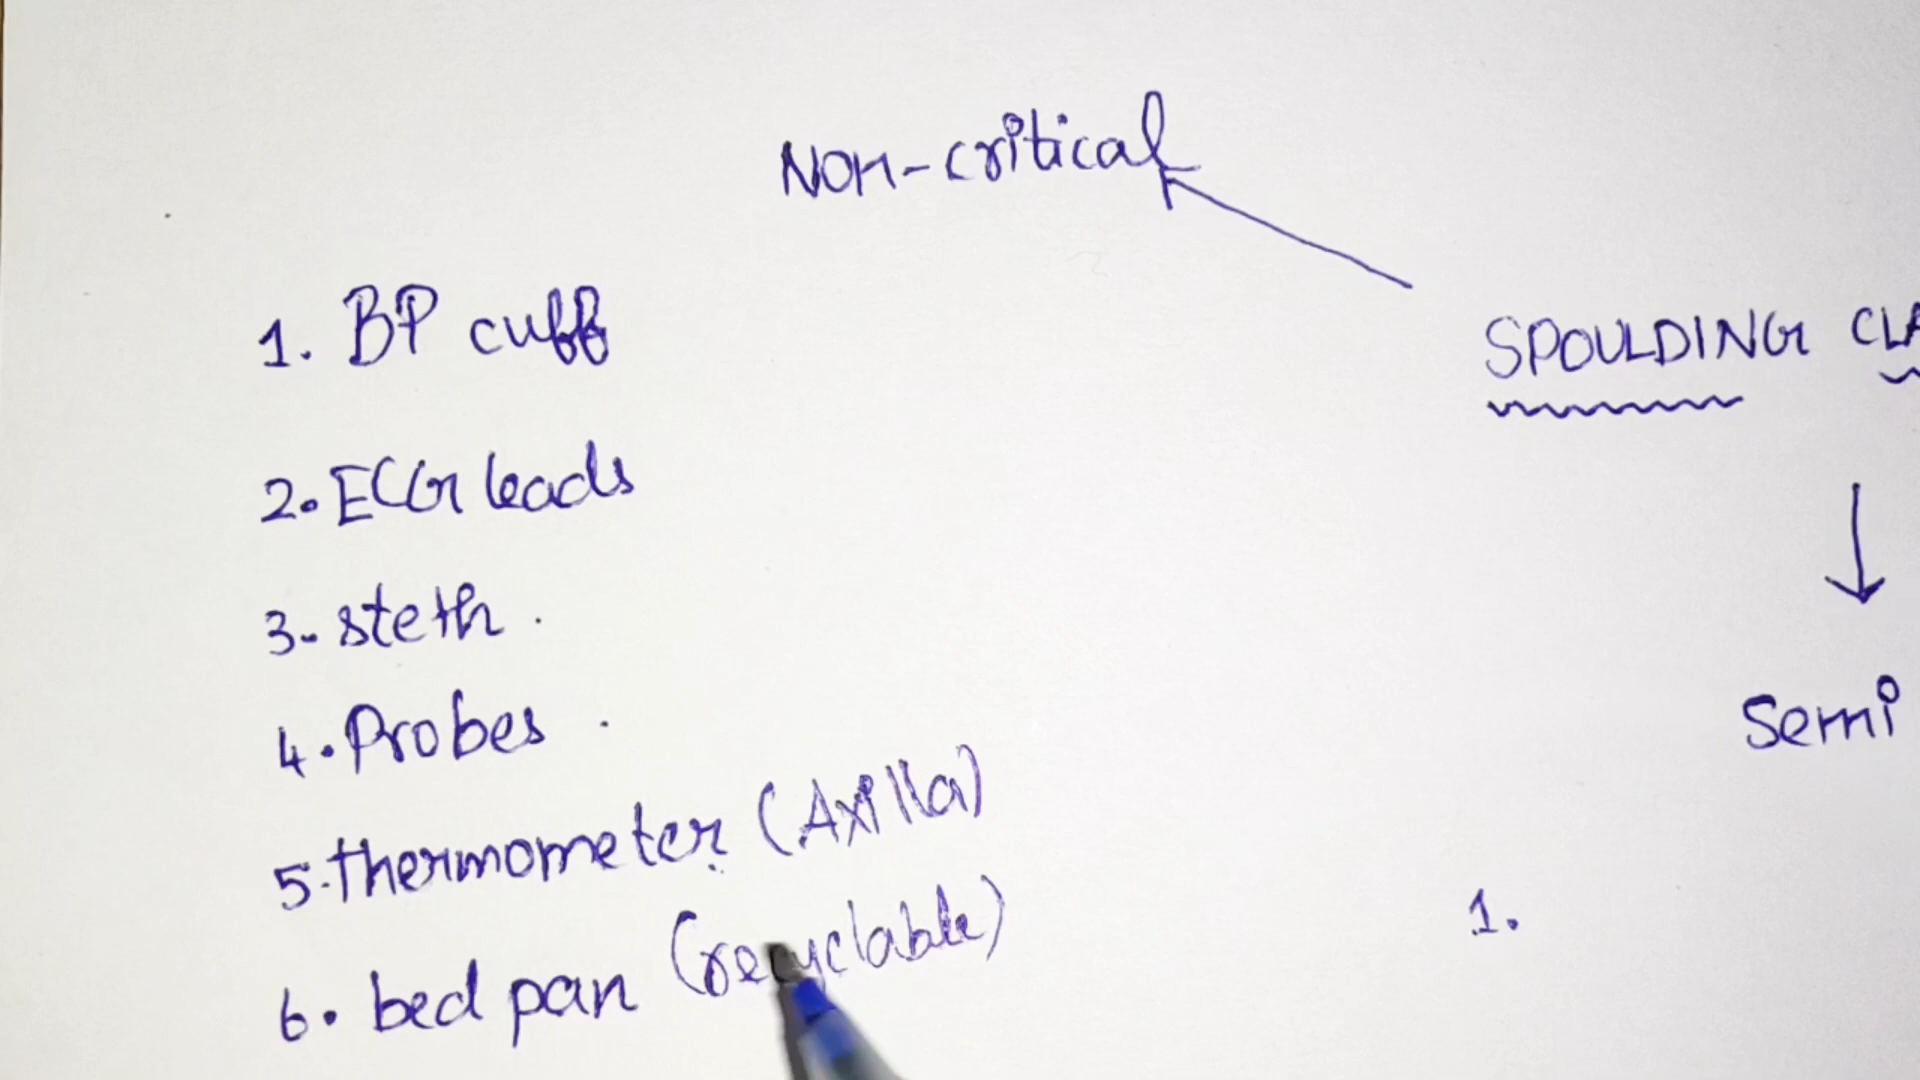 Non-critical
1. BP cuff
SPOULDING CLA
2. ECG leads
3. steth.
4. Probes.
Semi
5. thermometer (Axilla)
6. bed pan (recyclable)
1.